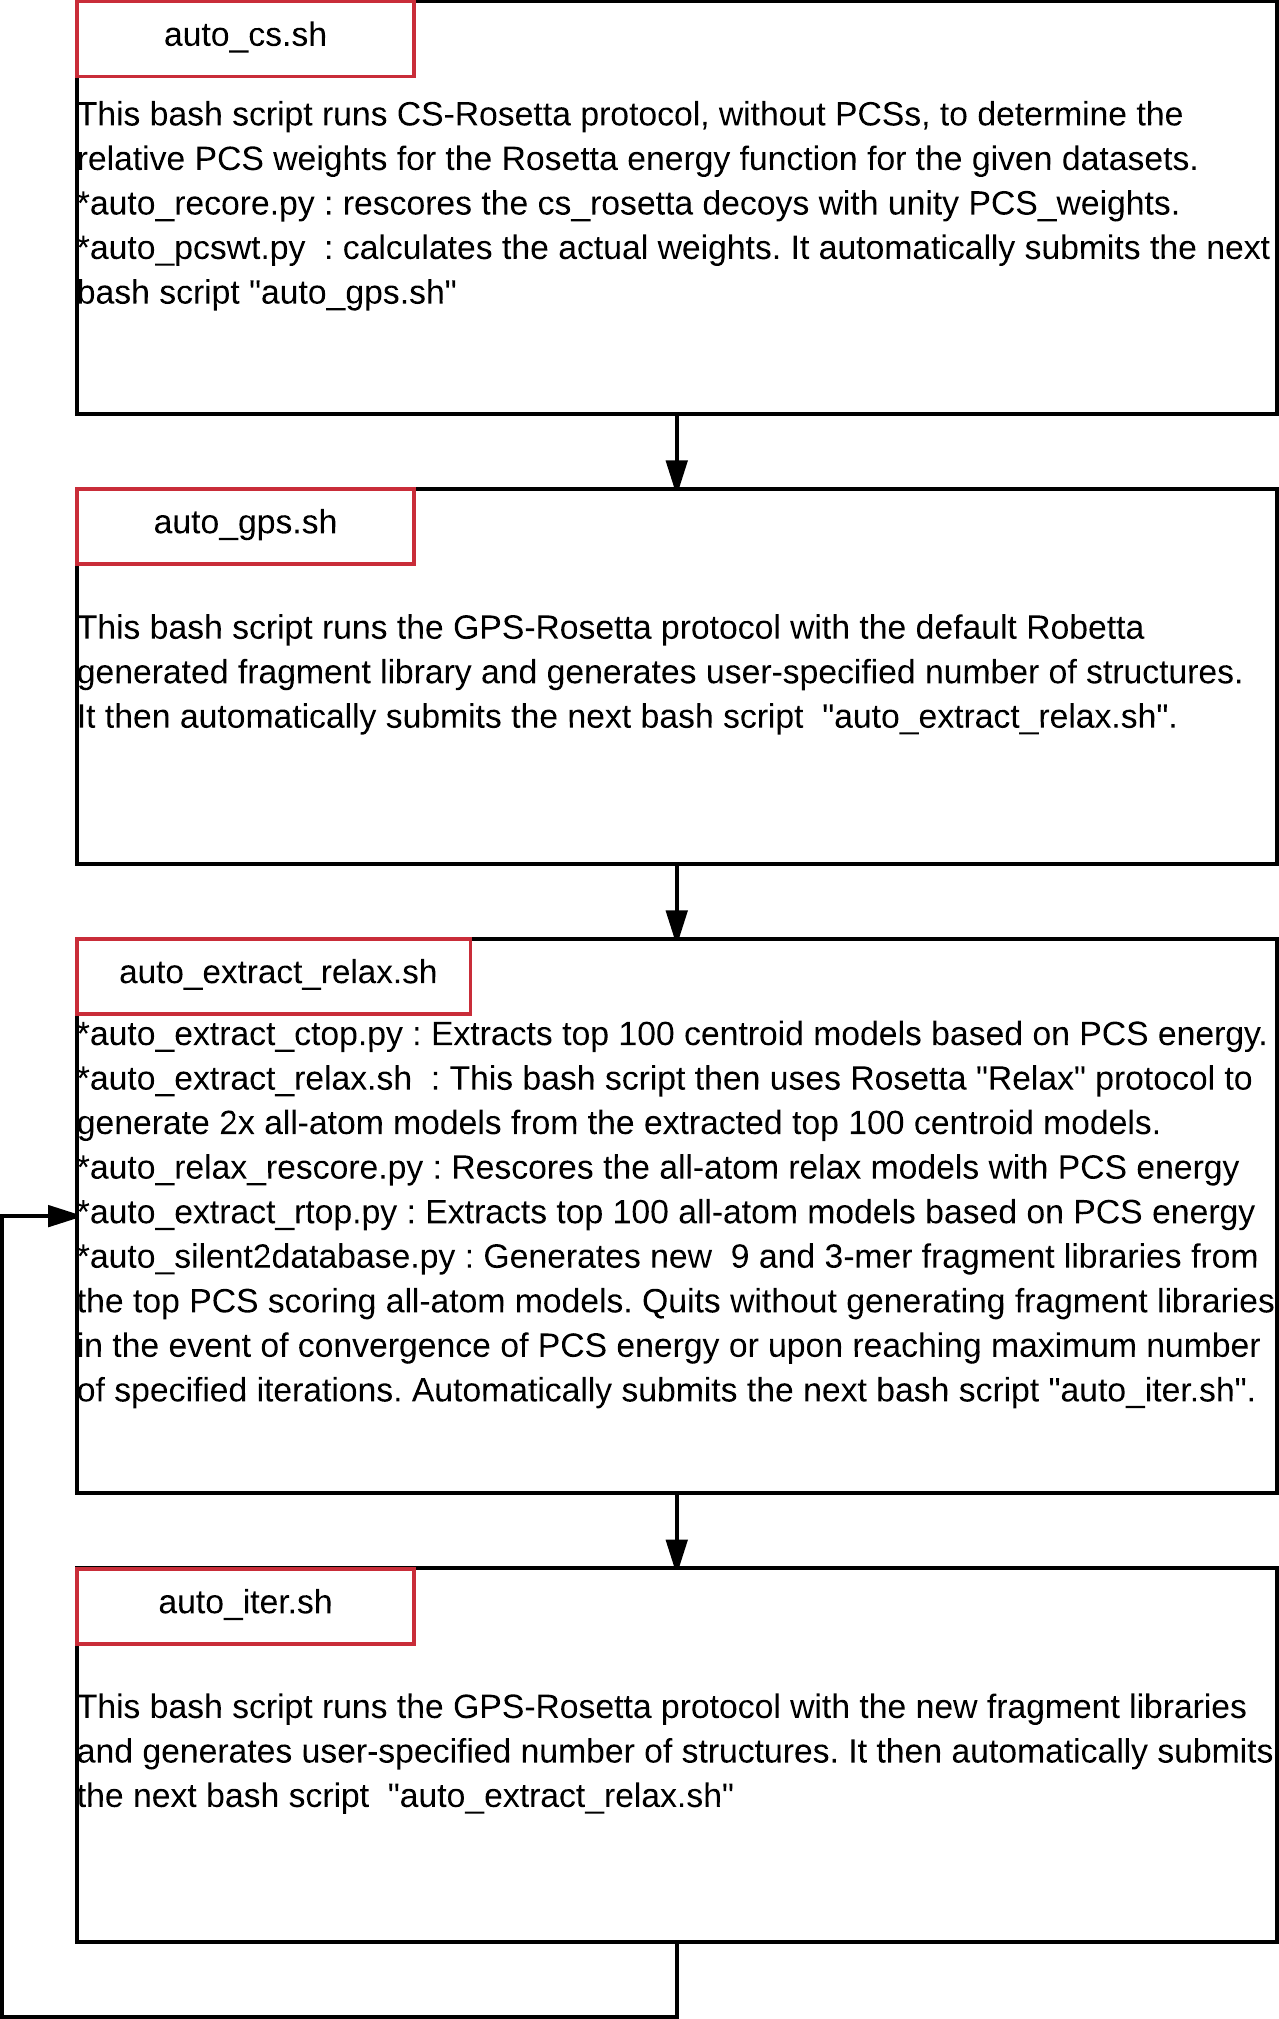 auto_cs.sh
This bash script runs CS-Rosetta protocol, without PCSs, to determine the
relative PCS weights for the Rosetta energy function for the given datasets.
*auto_recore.py : rescores the cs_rosetta decoys with unity PCS_weights.
*auto_pcswt.py  : calculates the actual weights. It automatically submits the next
bash script "auto_gps.sh"
auto_gps.sh
This bash script runs the GPS-Rosetta protocol with the default Robetta
generated fragment library and generates user-specified number of structures.
It then automatically submits the next bash script  "auto_extract_relax.sh".
auto_extract_relax.sh
*auto_extract_ctop.py : Extracts top 100 centroid models based on PCS energy.
*auto_extract_relax.sh  : This bash script then uses Rosetta "Relax" protocol to
generate 2x all-atom models from the extracted top 100 centroid models.
*auto_relax_rescore.py : Rescores the all-atom relax models with PCS energy
*auto_extract_rtop.py : Extracts top 100 all-atom models based on PCS energy
*auto_silent2database.py : Generates new  9 and 3-mer fragment libraries from
the top PCS scoring all-atom models. Quits without generating fragment libraries
in the event of convergence of PCS energy or upon reaching maximum number
of specified iterations. Automatically submits the next bash script "auto_iter.sh".
auto_iter.sh
This bash script runs the GPS-Rosetta protocol with the new fragment libraries
and generates user-specified number of structures. It then automatically submits
the next bash script  "auto_extract_relax.sh"